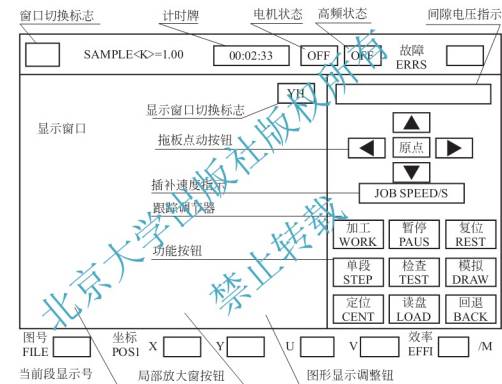 窗口切换标志 计时牌 电机状态 高频状态 间隙电压指示
SAMPLE<K>=1.00 00:02:33 OFF OFF 故障 ERRS
YH
显示窗口切换标志
显示窗口
拖板点动按钮
原点
插补速度指示
JOB SPEED/S
跟踪调节器
加工 暂停 复位
WORK PAUS REST
功能按钮
单段 检查 模拟
STEP TEST DRAW
定位 读盘 回退
CENT LOAD BACK
图号 坐标 效率
FILE POS1 X Y U V EFFI /M
当前段显示号 局部放大窗按钮 图形显示调整钮
北京大学出版社版权所有
禁止转载